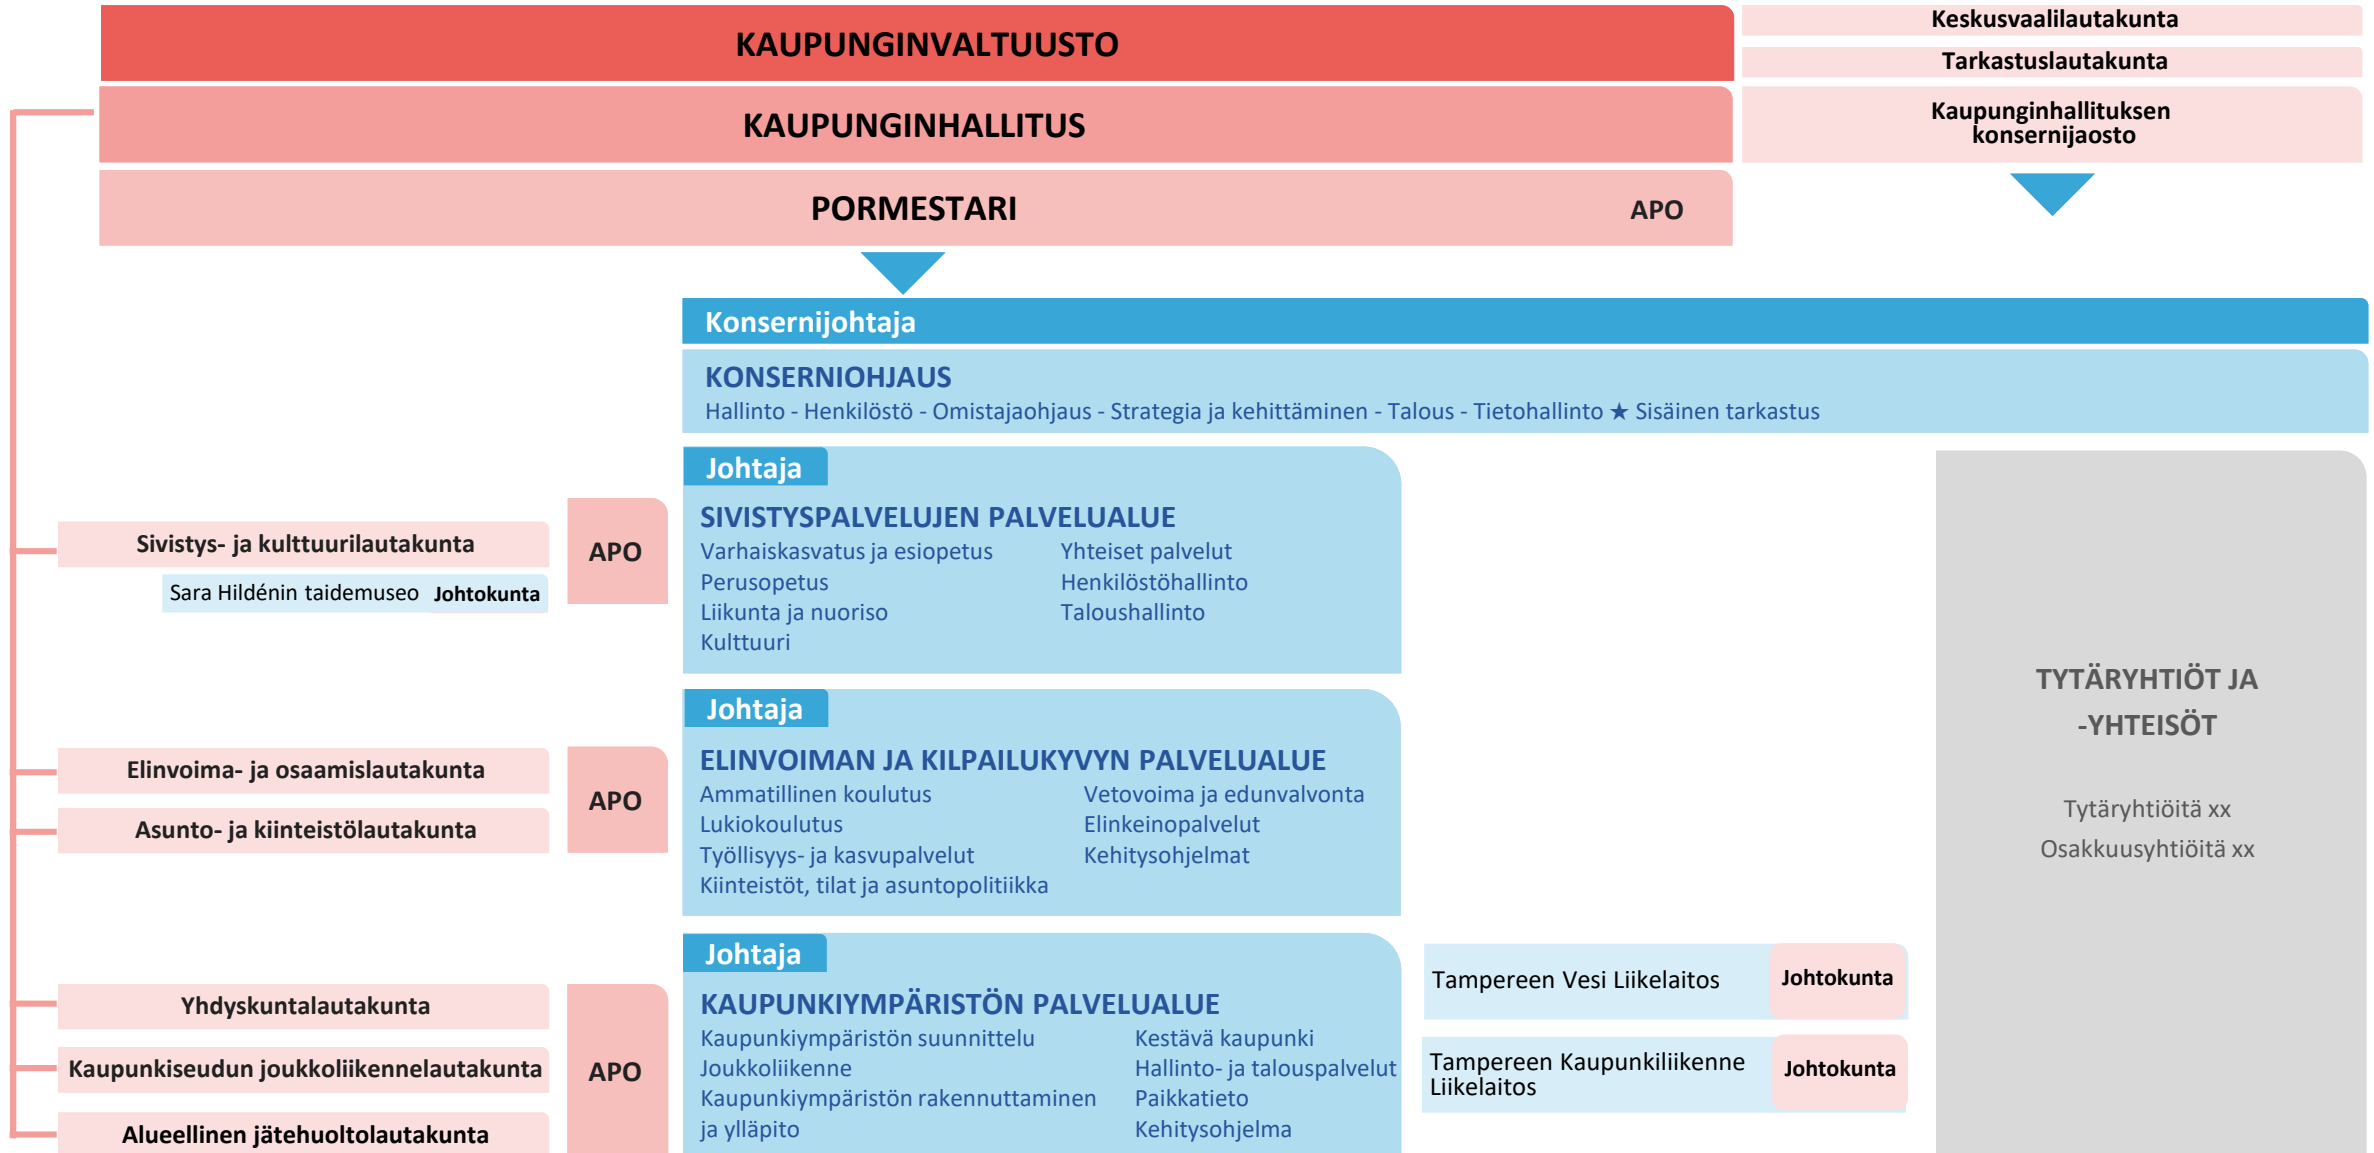 KAUPUNGINVALTUUSTO
Keskusvaalilautakunta
Tarkastuslautakunta
KAUPUNGINHALLITUS
Kaupunginhallituksen
konsernijaosto
PORMESTARI
APO
Konsernijohtaja
KONSERNIOHJAUS
Hallinto - Henkilöstö - Omistajaohjaus - Strategia ja kehittäminen - Talous - Tietohallinto ★ Sisäinen tarkastus
Sivistys- ja kulttuurilautakunta
Sara Hildénin taidemuseo Johtokunta
APO
Johtaja
SIVISTYSPALVELUJEN PALVELUALUE
Varhaiskasvatus ja esiopetus
Perusopetus
Liikunta ja nuoriso
Kulttuuri
Yhteiset palvelut
Henkilöstöhallinto
Taloushallinto
Elinvoima- ja osaamislautakunta
Asunto- ja kiinteistölautakunta
APO
Johtaja
ELINVOIMAN JA KILPAILUKYVYN PALVELUALUE
Ammatillinen koulutus
Lukiokoulutus
Työllisyys- ja kasvupalvelut
Kiinteistöt, tilat ja asuntopolitiikka
Vetovoima ja edunvalvonta
Elinkeinopalvelut
Kehitysohjelmat
Yhdyskuntalautakunta
Kaupunkiseudun joukkoliikennelautakunta
Alueellinen jätehuoltolautakunta
APO
Johtaja
KAUPUNKIYMPÄRISTÖN PALVELUALUE
Kaupunkiympäristön suunnittelu
Joukkoliikenne
Kaupunkiympäristön rakennuttaminen
ja ylläpito
Kestävä kaupunki
Hallinto- ja talouspalvelut
Paikkatieto
Kehitysohjelma
Tampereen Vesi Liikelaitos
Johtokunta
Tampereen Kaupunkiliikenne
Liikelaitos
Johtokunta
TYTÄRYHTIÖT JA
-YHTEISÖT
Tytäryhtiöitä xx
Osakkuusyhtiöitä xx